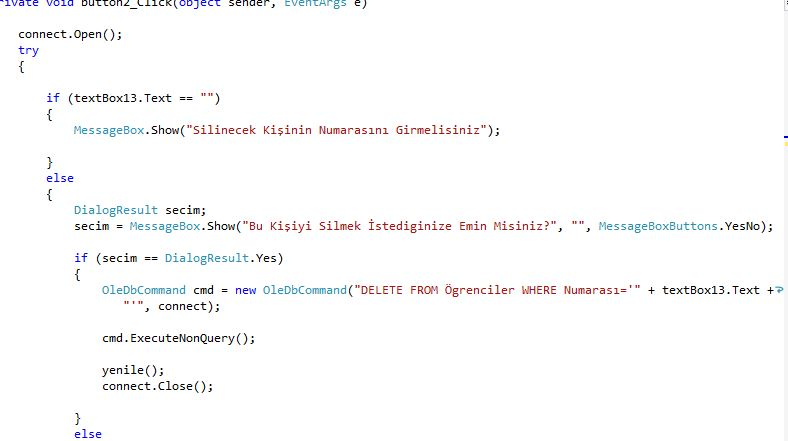 private void button2_Click(object sender, EventArgs e)
connect.Open();
try
{
if (textBox13.Text == "")
{
MessageBox.Show("Silinecek Kişinin Numarasını Girmelisiniz");
}
else
{
DialogResult secim;
secim = MessageBox.Show("Bu Kişiyi Silmek İstediginize Emin Misiniz?", "", MessageBoxButtons.YesNo);
if (secim == DialogResult.Yes)
{
OleDbCommand cmd = new OleDbCommand("DELETE FROM Ögrenciler WHERE Numarası='" + textBox13.Text +
"'", connect);
cmd.ExecuteNonQuery();
yenile();
connect.Close();
}
else